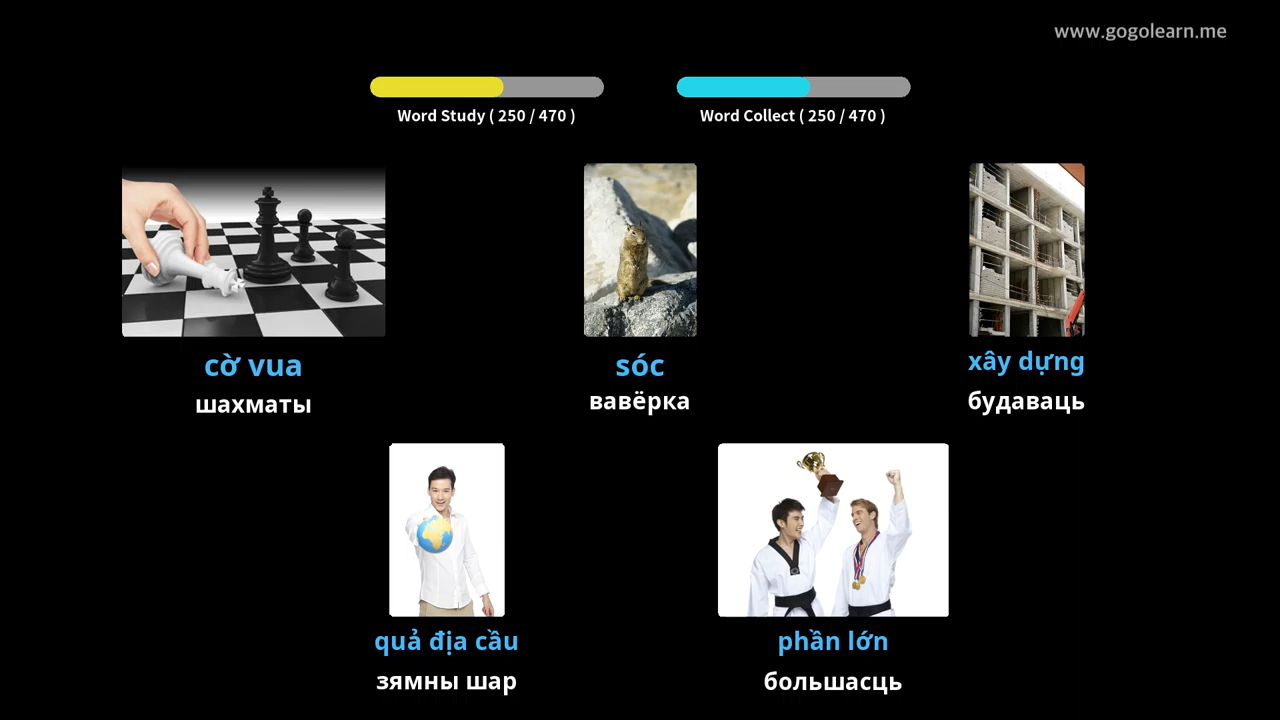 www.gogolearn.me
Word Study ( 250 / 470 )
Word Collect ( 250 / 470 )
cờ vua
шахматы
sóc
вавёрка
xây dựng
будаваць
quả địa cầu
зямны шар
phần lớn
большасць